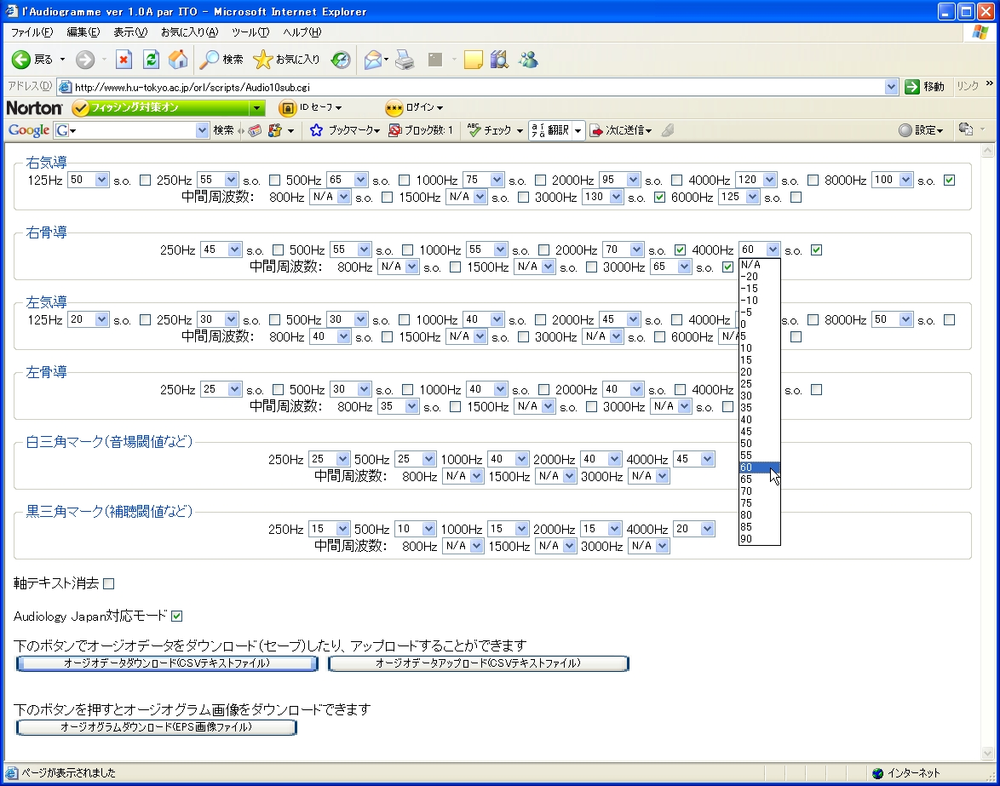 l'Audiogramme ver 1.0A par ITO - Microsoft Internet Explorer
ファイル(F) 編集(E) 表示(V) お気に入り(A) ツール(T) ヘルプ(H)
戻る 検索 お気に入り
アドレス(D) http://www.h.u-tokyo.ac.jp/orl/scripts/Audio10sub.cgi 移動 リンク »
Norton フィッシング対策オン ID セーフ ログイン
Google G 検索 ブックマーク ブロック数: 1 ABC チェック 翻訳 次に送信 設定
右気導
125Hz 50 s.o. 250Hz 55 s.o. 500Hz 65 s.o. 1000Hz 75 s.o. 2000Hz 95 s.o. 4000Hz 120 s.o. 8000Hz 100 s.o.
中間周波数: 800Hz N/A s.o. 1500Hz N/A s.o. 3000Hz 130 s.o. 6000Hz 125 s.o.
右骨導
250Hz 45 s.o. 500Hz 55 s.o. 1000Hz 55 s.o. 2000Hz 70 s.o. 4000Hz 60 s.o.
中間周波数: 800Hz N/A s.o. 1500Hz N/A s.o. 3000Hz 65 s.o.
左気導
125Hz 20 s.o. 250Hz 30 s.o. 500Hz 30 s.o. 1000Hz 40 s.o. 2000Hz 45 s.o. 4000Hz s.o. 8000Hz 50 s.o.
中間周波数: 800Hz 40 s.o. 1500Hz N/A s.o. 3000Hz N/A s.o. 6000Hz N/A s.o.
左骨導
250Hz 25 s.o. 500Hz 30 s.o. 1000Hz 40 s.o. 2000Hz 40 s.o. 4000Hz s.o.
中間周波数: 800Hz 35 s.o. 1500Hz N/A s.o. 3000Hz N/A s.o.
白三角マーク(音場閾値など)
250Hz 25 500Hz 25 1000Hz 40 2000Hz 40 4000Hz 45
中間周波数: 800Hz N/A 1500Hz N/A 3000Hz N/A
黒三角マーク(補聴閾値など)
250Hz 15 500Hz 10 1000Hz 15 2000Hz 15 4000Hz 20
中間周波数: 800Hz N/A 1500Hz N/A 3000Hz N/A
N/A
-20
-15
-10
-5
0
5
10
15
20
25
30
35
40
45
50
55
60
65
70
75
80
85
90
軸テキスト消去
Audiology Japan対応モード
下のボタンでオージオデータをダウンロード(セーブ)したり、アップロードすることができます
オージオデータダウンロード(CSVテキストファイル) オージオデータアップロード(CSVテキストファイル)
下のボタンを押すとオージオグラム画像をダウンロードできます
オージオグラムダウンロード(EPS画像ファイル)
ページが表示されました インターネット